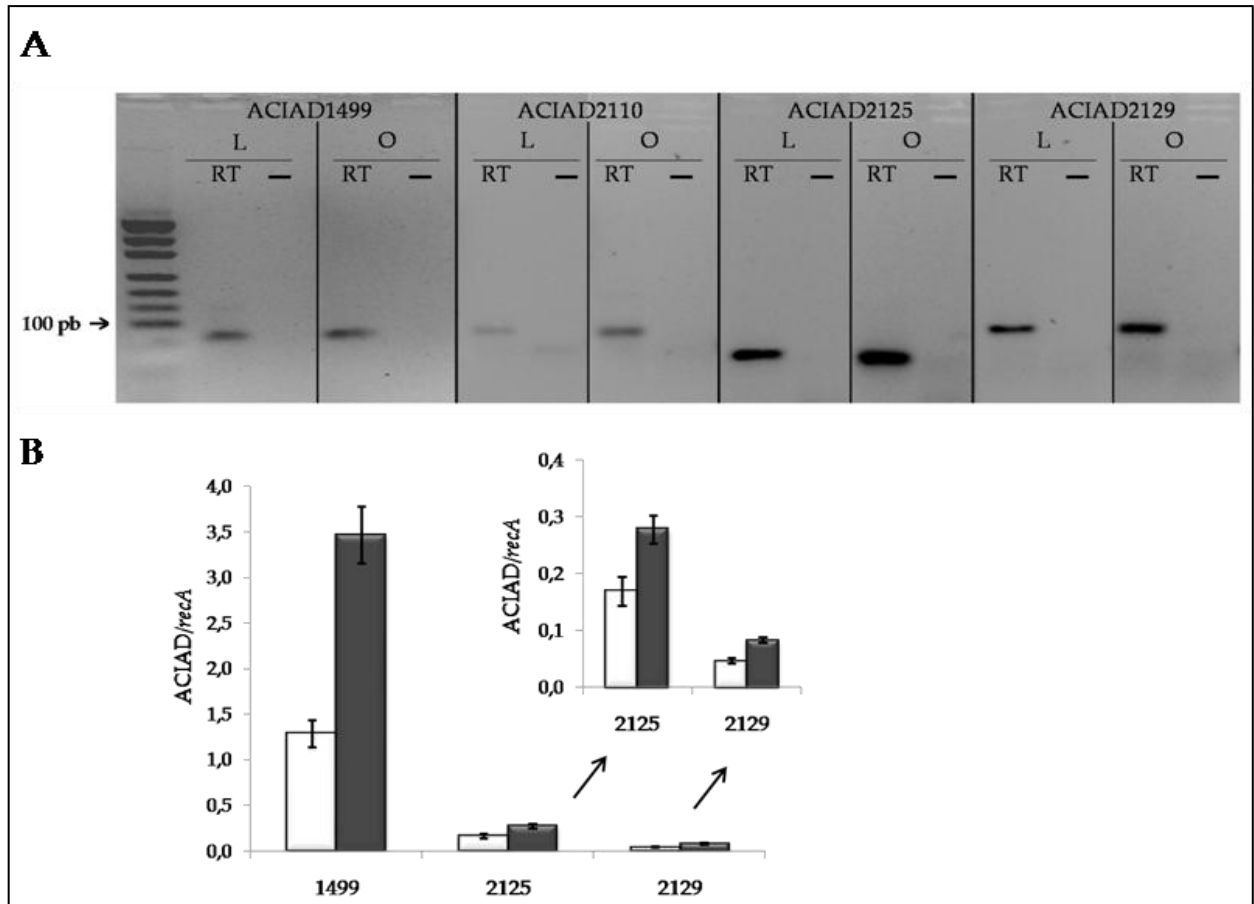 A
ACIAD1499 ACIAD2110 ACIAD2125 ACIAD2129
L O L O L O L O
RT – RT – RT – RT – RT – RT – RT – RT –
100 pb →
B
4,0
3,5
3,0
2,5
2,0
1,5
1,0
0,5
0,0
ACIAD/recA
1499 2125 2129
0,4
0,3
0,2
0,1
0,0
ACIAD/recA
2125 2129